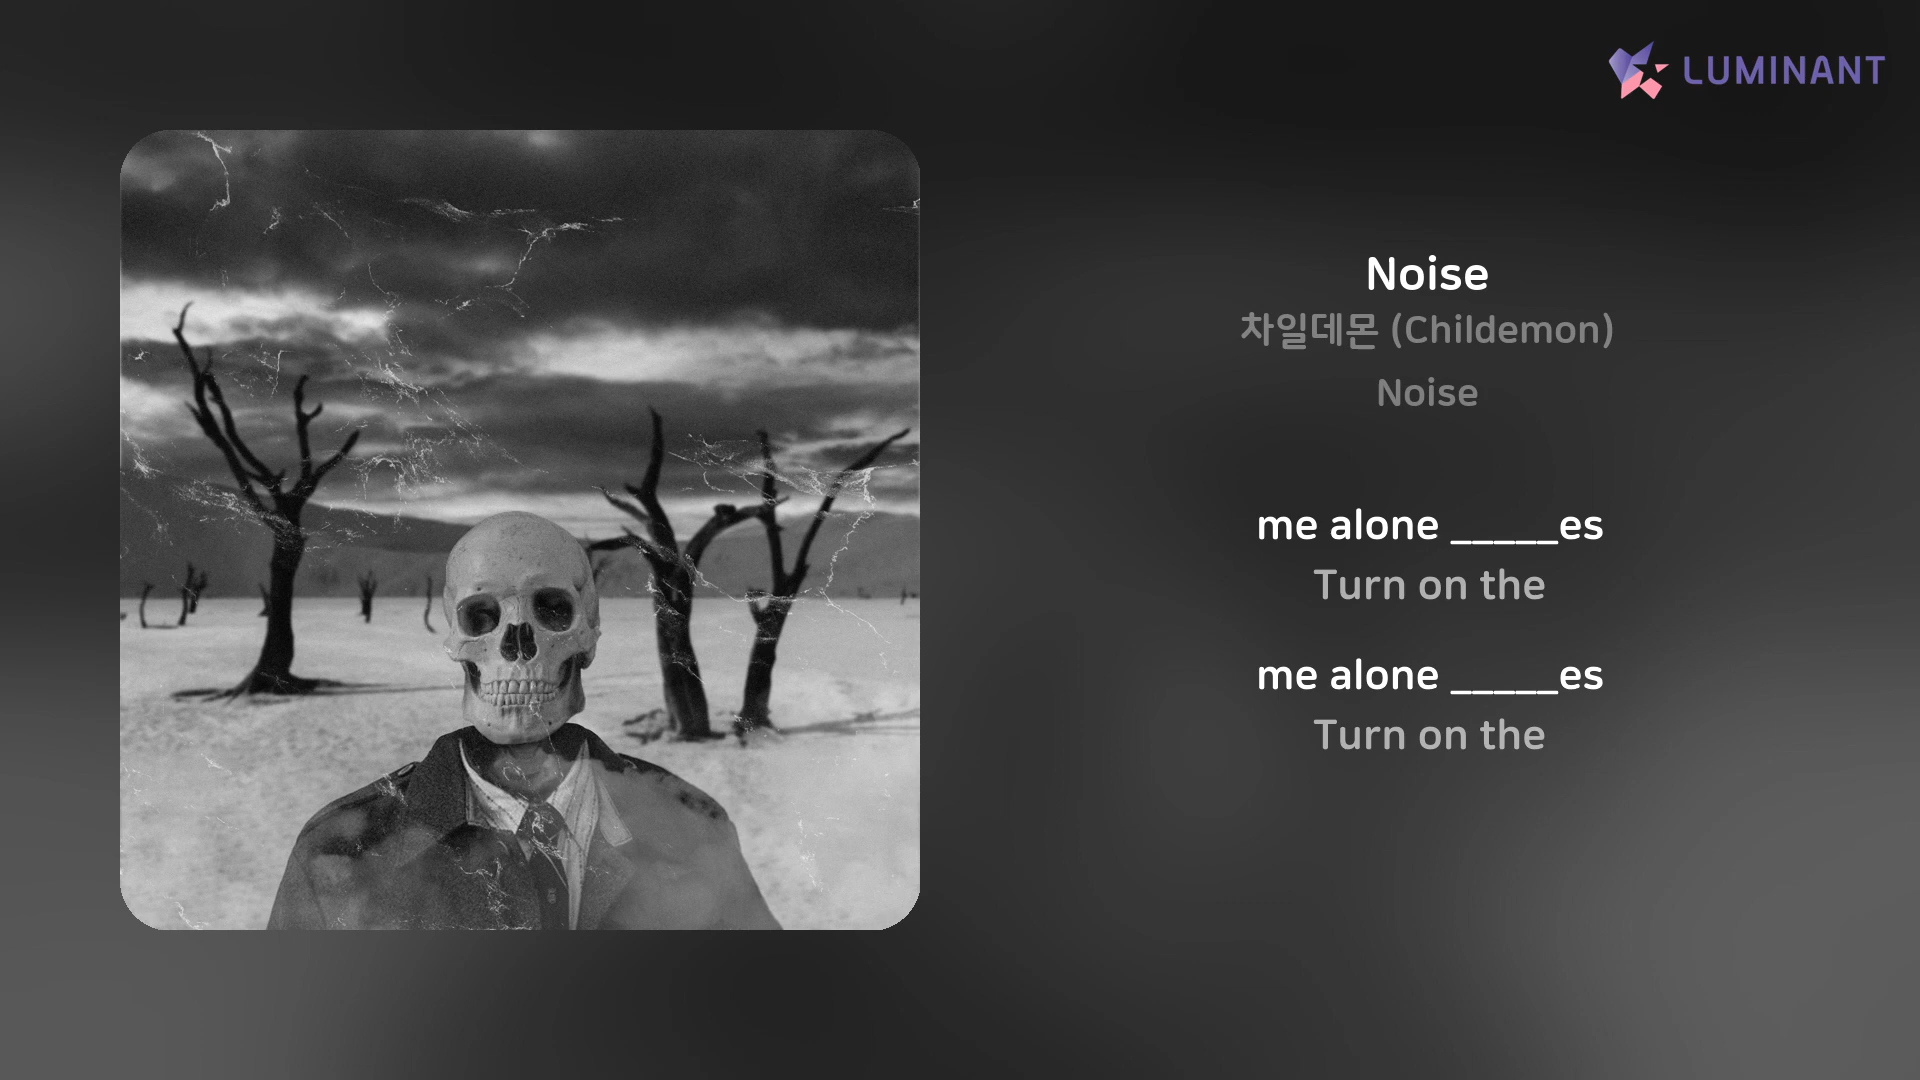 LUMINANT
Noise
차일데몬 (Childemon)
Noise
me alone _____es
Turn on the
me alone _____es
Turn on the